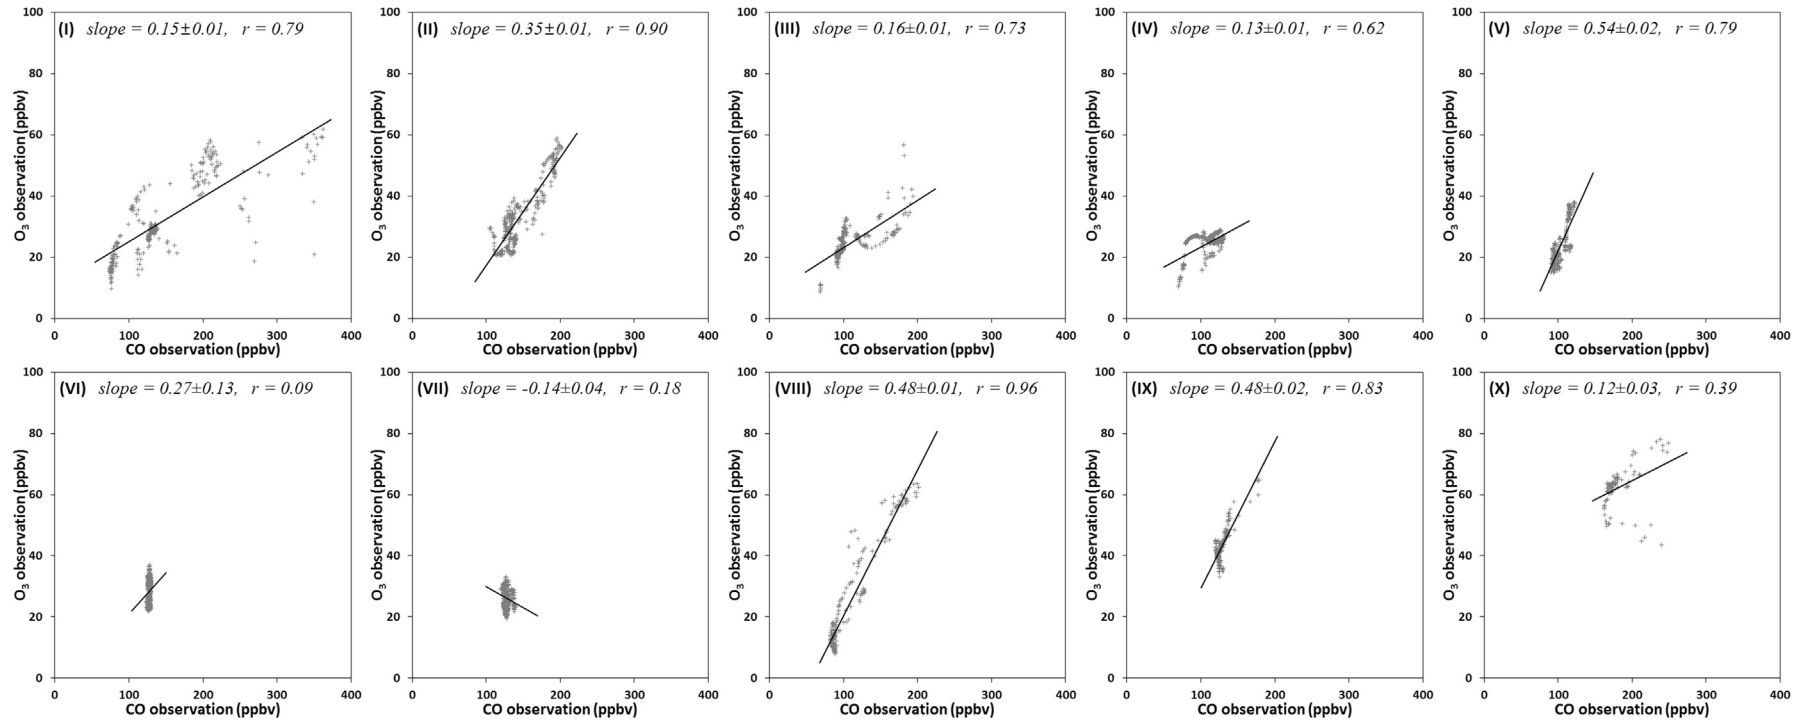 (I) slope = 0.15±0.01, r = 0.79
100
80
60
40
20
0
O3 observation (ppbv)
0 100 200 300 400
CO observation (ppbv)
(II) slope = 0.35±0.01, r = 0.90
100
80
60
40
20
0
O3 observation (ppbv)
0 100 200 300 400
CO observation (ppbv)
(III) slope = 0.16±0.01, r = 0.73
100
80
60
40
20
0
O3 observation (ppbv)
0 100 200 300 400
CO observation (ppbv)
(IV) slope = 0.13±0.01, r = 0.62
100
80
60
40
20
0
O3 observation (ppbv)
0 100 200 300 400
CO observation (ppbv)
(V) slope = 0.54±0.02, r = 0.79
100
80
60
40
20
0
O3 observation (ppbv)
0 100 200 300 400
CO observation (ppbv)
(VI) slope = 0.27±0.13, r = 0.09
100
80
60
40
20
0
O3 observation (ppbv)
0 100 200 300 400
CO observation (ppbv)
(VII) slope = -0.14±0.04, r = 0.18
100
80
60
40
20
0
O3 observation (ppbv)
0 100 200 300 400
CO observation (ppbv)
(VIII) slope = 0.48±0.01, r = 0.96
100
80
60
40
20
0
O3 observation (ppbv)
0 100 200 300 400
CO observation (ppbv)
(IX) slope = 0.48±0.02, r = 0.83
100
80
60
40
20
0
O3 observation (ppbv)
0 100 200 300 400
CO observation (ppbv)
(X) slope = 0.12±0.03, r = 0.39
100
80
60
40
20
0
O3 observation (ppbv)
0 100 200 300 400
CO observation (ppbv)